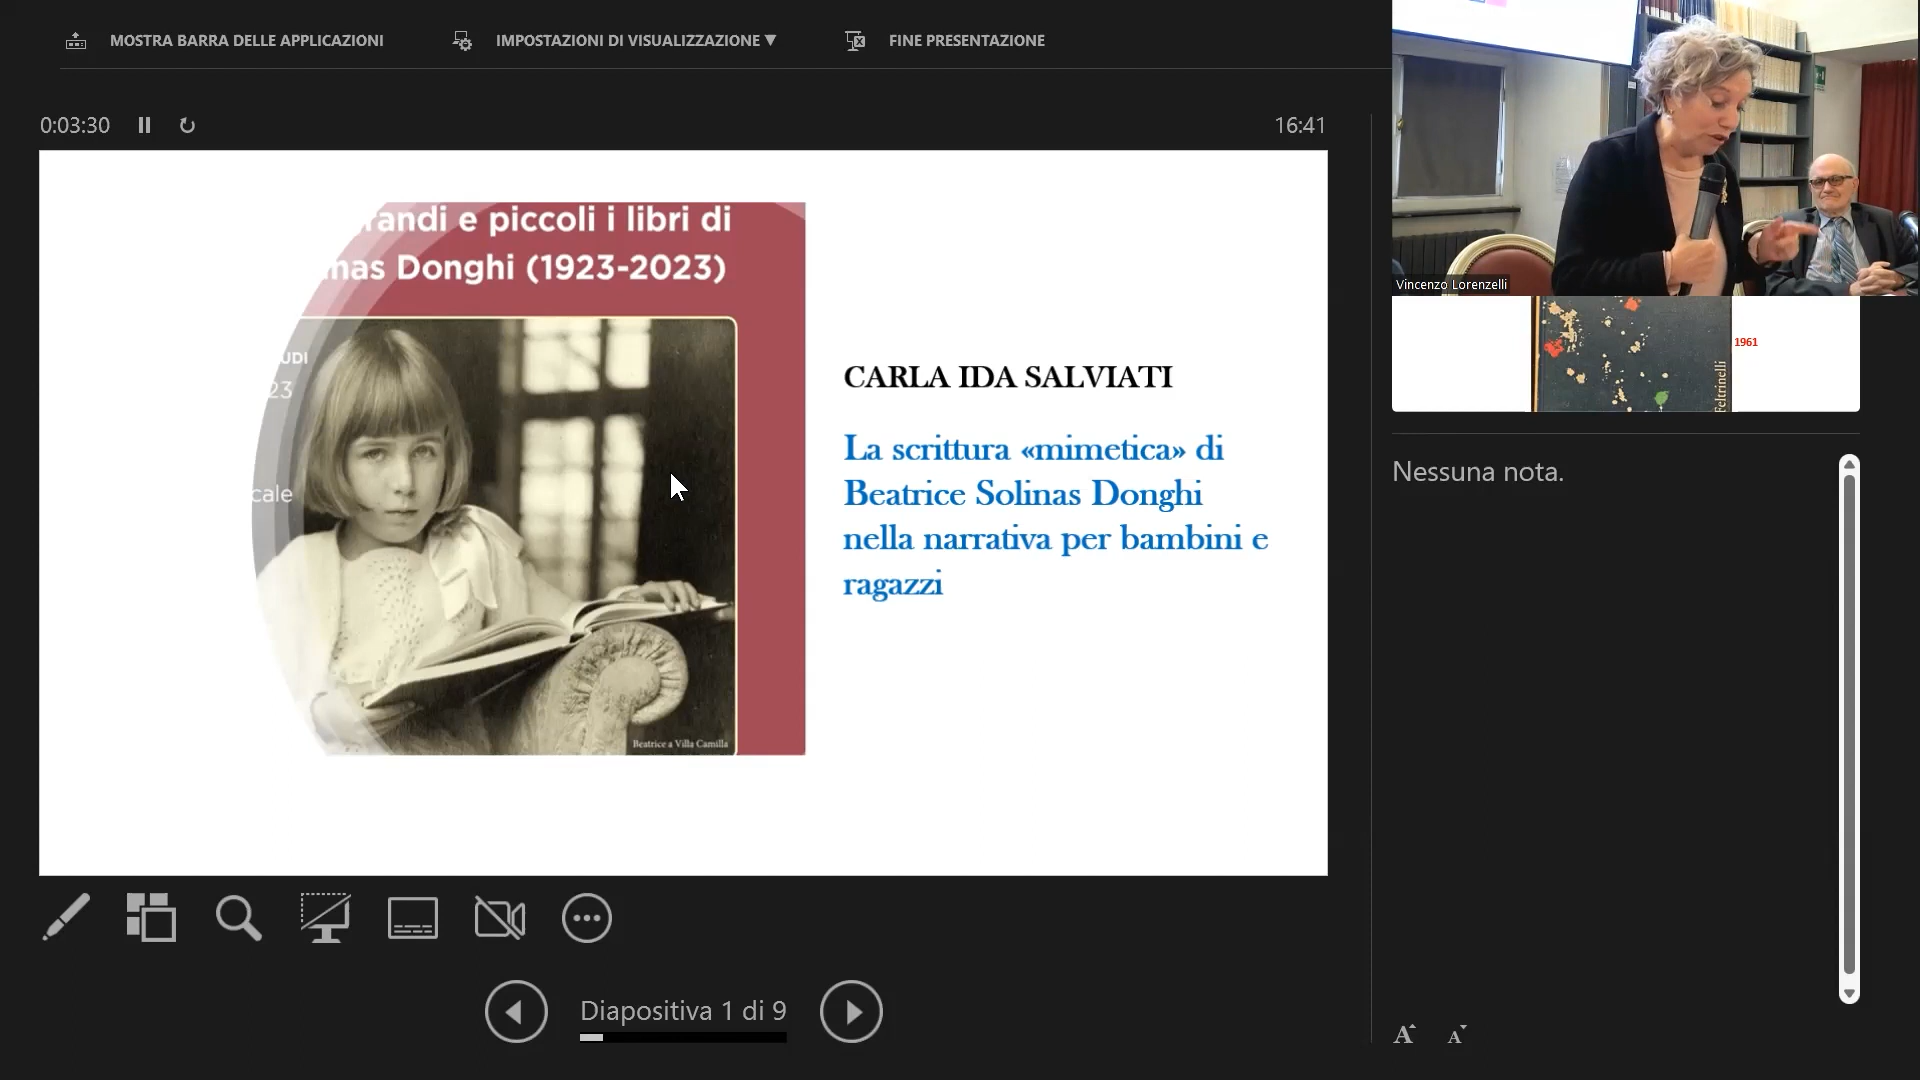 MOSTRA BARRA DELLE APPLICAZIONI
IMPOSTAZIONI DI VISUALIZZAZIONE ▼
FINE PRESENTAZIONE
0:03:30
16:41
randi e piccoli i libri di
nas Donghi (1923-2023)
UDI
23
cale
Beatrice a Villa Camilla
CARLA IDA SALVIATI
La scrittura «mimetica» di
Beatrice Solinas Donghi
nella narrativa per bambini e
ragazzi
Vincenzo Lorenzelli
1961
Feltrinelli
Nessuna nota.
Diapositiva 1 di 9
A A